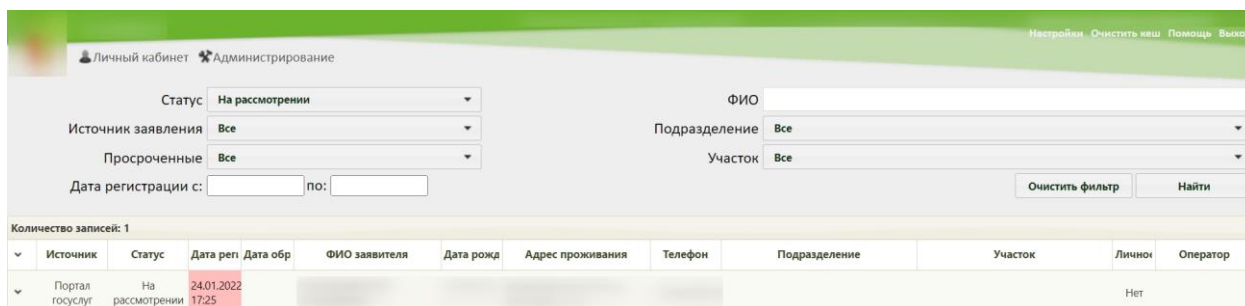 Настройки Очистить кеш Помощь Выхо
Личный кабинет Администрирование
Статус На рассмотрении ФИО
Источник заявления Все Подразделение Все
Просроченные Все Участок Все
Дата регистрации с: по: Очистить фильтр Найти
Количество записей: 1
Источник Статус Дата реги Дата обр ФИО заявителя Дата рожд Адрес проживания Телефон Подразделение Участок Личное Оператор
Портал На 24.01.2022
госуслуг рассмотрении 17:25 Нет